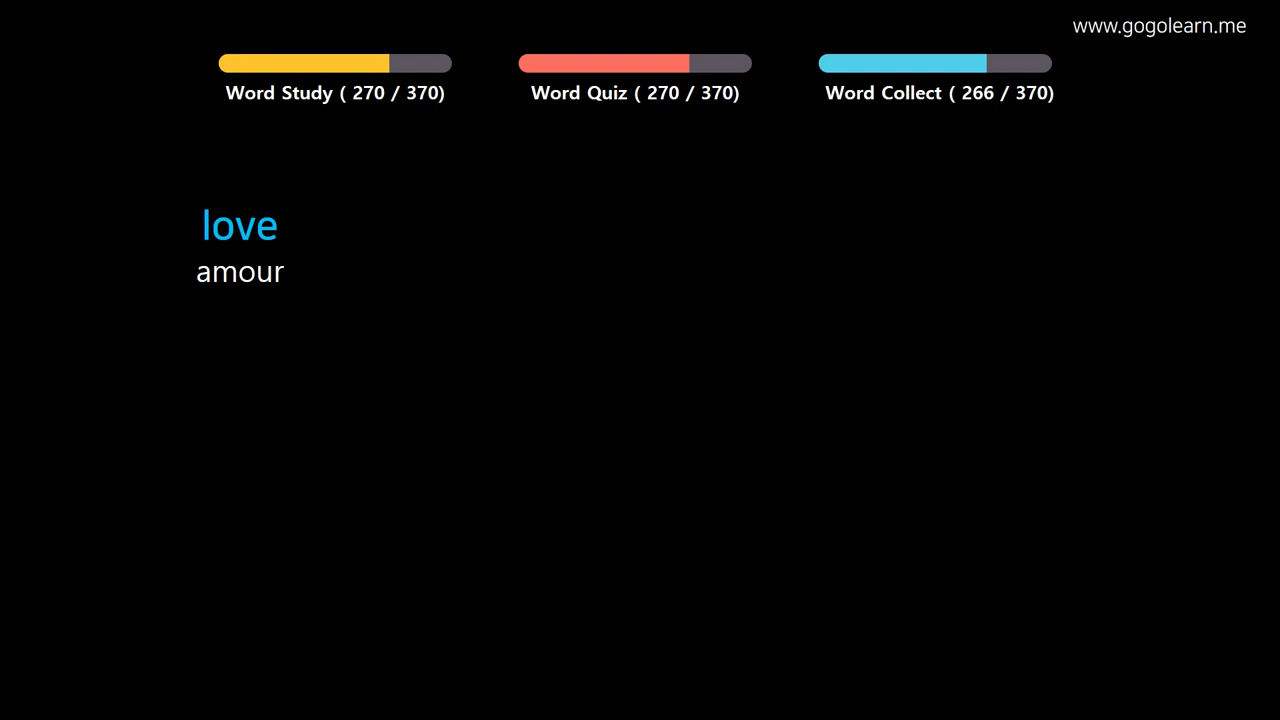 www.gogolearn.me
Word Study ( 270 / 370)
Word Quiz ( 270 / 370)
Word Collect ( 266 / 370)
love
amour